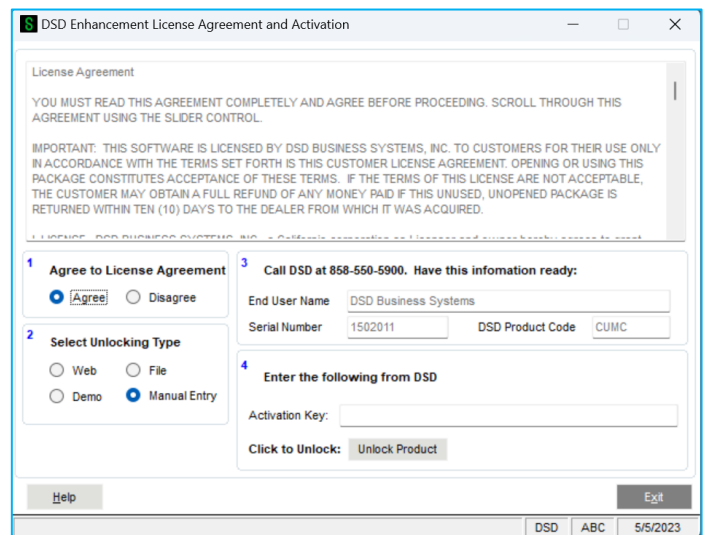 S DSD Enhancement License Agreement and Activation
License Agreement
YOU MUST READ THIS AGREEMENT COMPLETELY AND AGREE BEFORE PROCEEDING. SCROLL THROUGH THIS
AGREEMENT USING THE SLIDER CONTROL.
IMPORTANT: THIS SOFTWARE IS LICENSED BY DSD BUSINESS SYSTEMS, INC. TO CUSTOMERS FOR THEIR USE ONLY
IN ACCORDANCE WITH THE TERMS SET FORTH IS THIS CUSTOMER LICENSE AGREEMENT. OPENING OR USING THIS
PACKAGE CONSTITUTES ACCEPTANCE OF THESE TERMS. IF THE TERMS OF THIS LICENSE ARE NOT ACCEPTABLE,
THE CUSTOMER MAY OBTAIN A FULL REFUND OF ANY MONEY PAID IF THIS UNUSED, UNOPENED PACKAGE IS
RETURNED WITHIN TEN (10) DAYS TO THE DEALER FROM WHICH IT WAS ACQUIRED.
1 Agree to License Agreement
Agree Disagree
2 Select Unlocking Type
Web File
Demo Manual Entry
3 Call DSD at 858-550-5900. Have this infomation ready:
End User Name DSD Business Systems
Serial Number 1502011 DSD Product Code CUMC
4 Enter the following from DSD
Activation Key:
Click to Unlock: Unlock Product
Help Exit
DSD ABC 5/5/2023